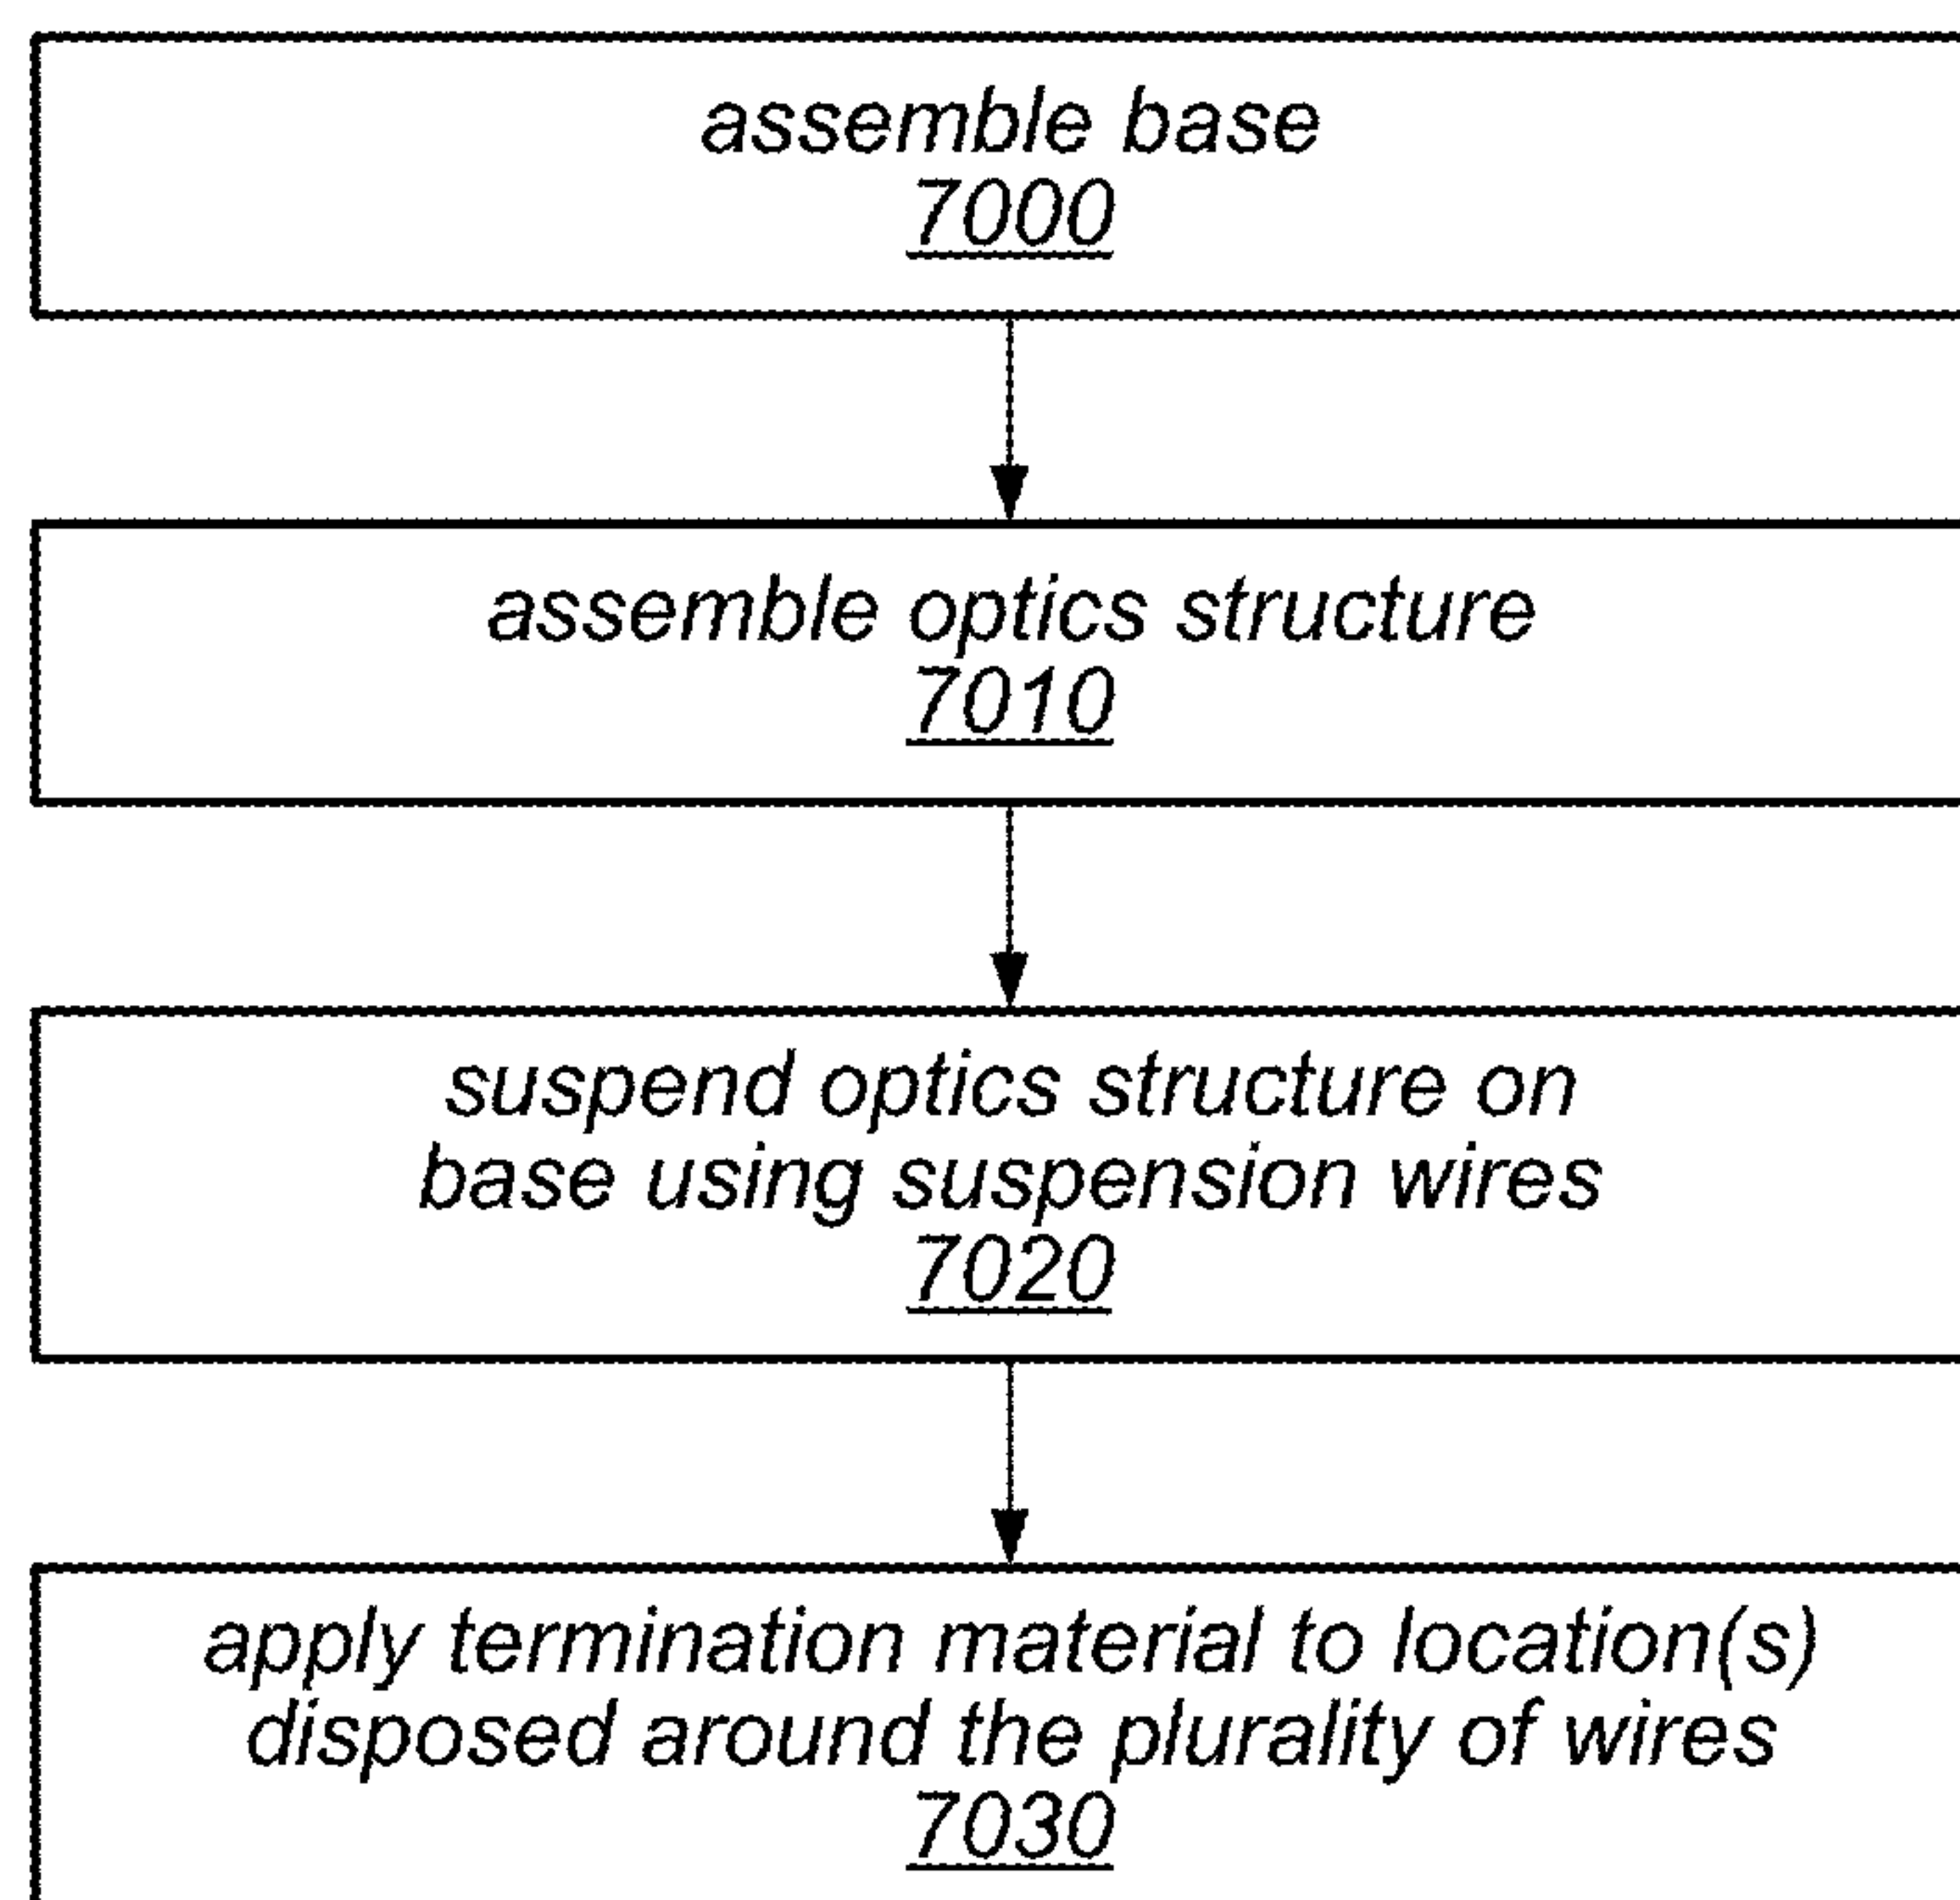 assemble base
7000
assemble optics structure
7010
suspend optics structure on
base using suspension wires
7020
apply termination material to location(s)
disposed around the plurality of wires
7030